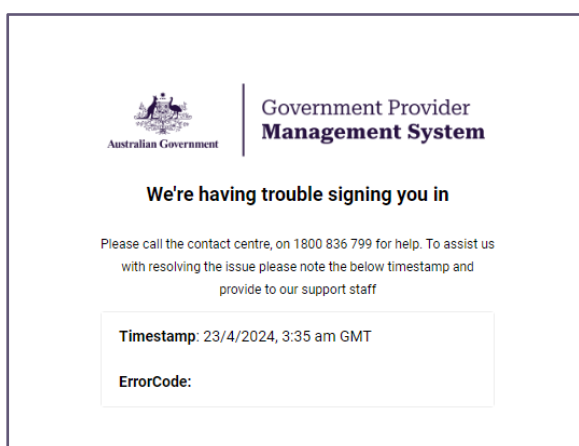 Australian Government
Government Provider
Management System
We're having trouble signing you in
Please call the contact centre, on 1800 836 799 for help. To assist us
with resolving the issue please note the below timestamp and
provide to our support staff
Timestamp: 23/4/2024, 3:35 am GMT
ErrorCode: